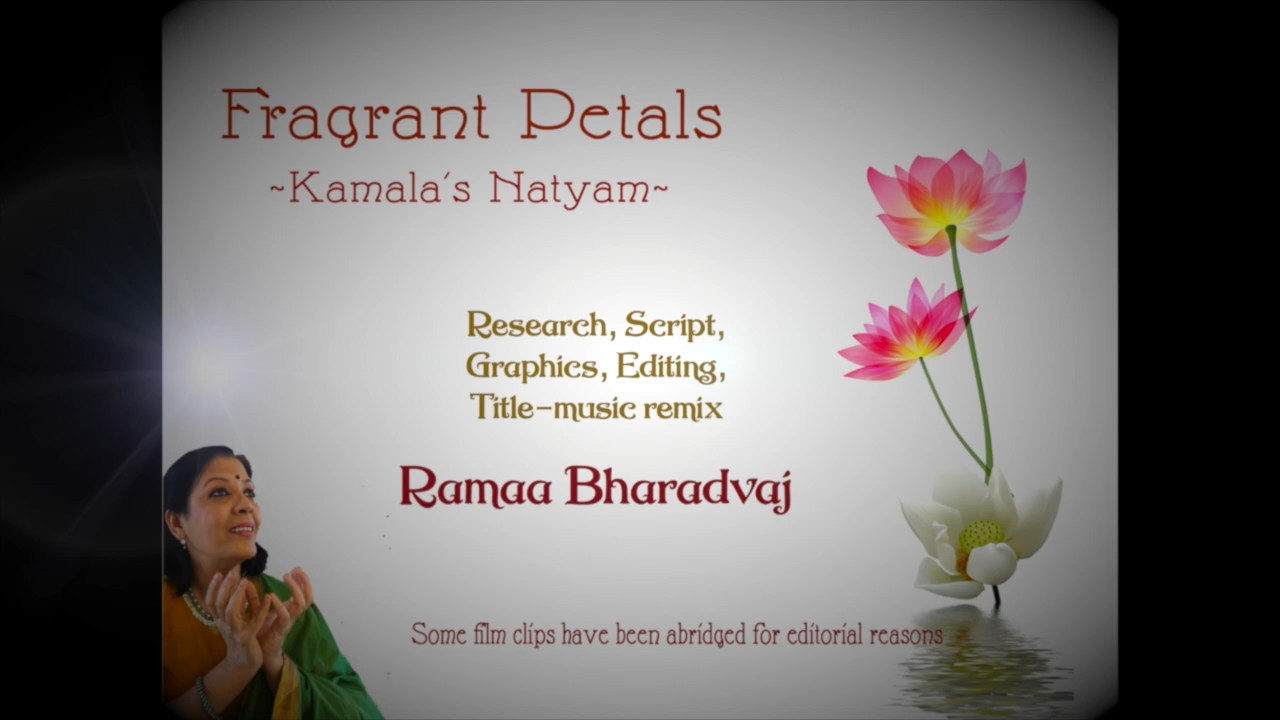 Fragrant Petals
~Kamala's Natyam~
Research, Script,
Graphics, Editing,
Title-music remix
Ramaa Bharadvaj
Some film clips have been abridged for editorial reasons